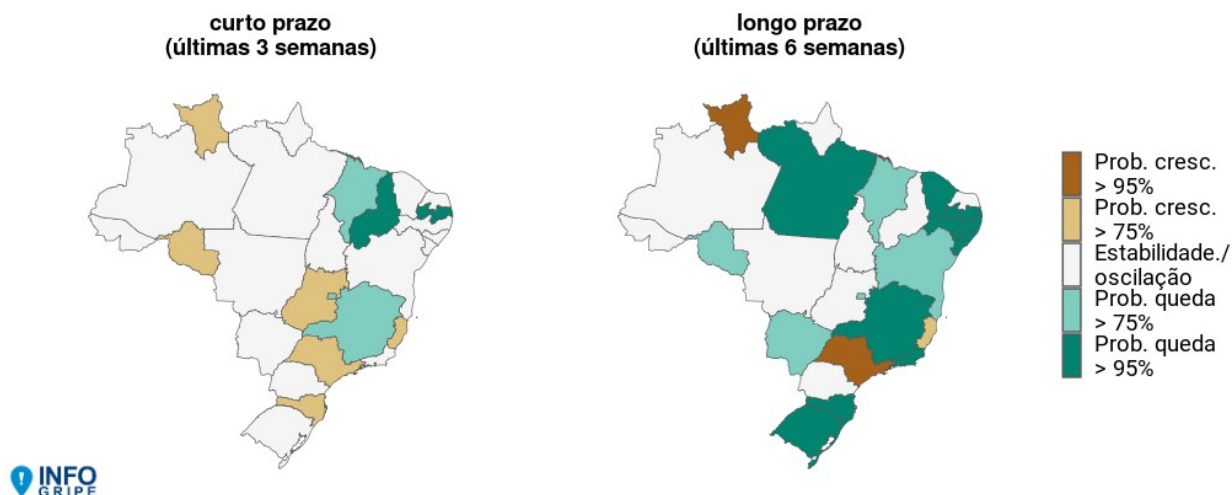 curto prazo
(últimas 3 semanas)
longo prazo
(últimas 6 semanas)
Prob. cresc.
> 95%
Prob. cresc.
> 75%
Estabilidade./
oscilação
Prob. queda
> 75%
Prob. queda
> 95%
INFO
GRIPE